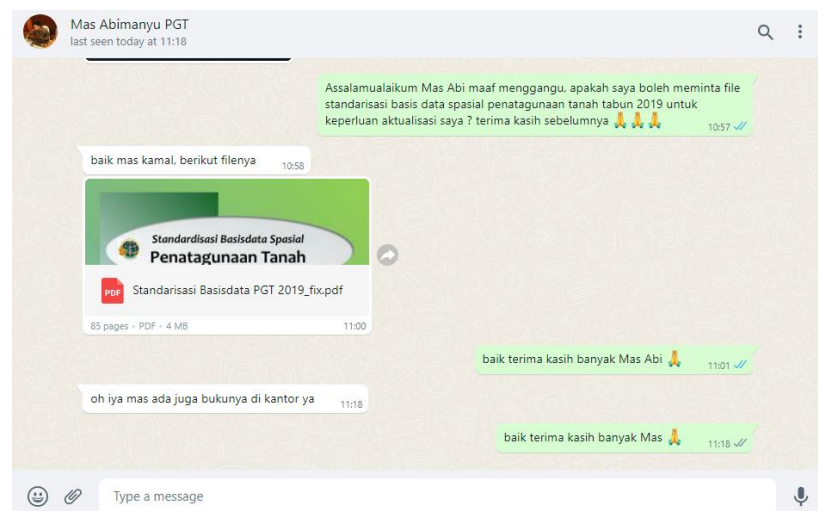 Mas Abimanyu PGT
last seen today at 11:18
Assalamualaikum Mas Abi maaf menggangu, apakah saya boleh meminta file
standarisasi basis data spasial penatagunaan tanah tabun 2019 untuk
keperluan aktualisasi saya ? terima kasih sebelumnya 🙏 🙏 🙏
10:57
baik mas kamal, berikut filenya
10:58
Standardisasi Basisdata Spasial
Penatagunaan Tanah
PDF
Standarisasi Basisdata PGT 2019_fix.pdf
85 pages • PDF • 4 MB
11:00
baik terima kasih banyak Mas Abi 🙏
11:01
oh iya mas ada juga bukunya di kantor ya
11:18
baik terima kasih banyak Mas 🙏
11:18
Type a message